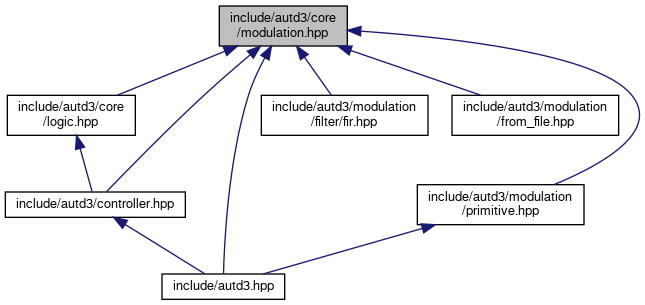 include/autd3/core
/modulation.hpp
include/autd3/core
/logic.hpp
include/autd3/modulation
/filter/fir.hpp
include/autd3/modulation
/from_file.hpp
include/autd3/controller.hpp
include/autd3/modulation
/primitive.hpp
include/autd3.hpp